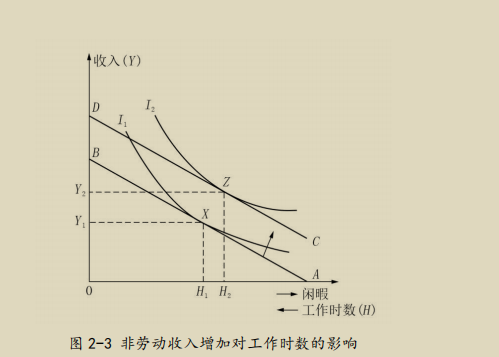 收入(Y)
D
I₂
I₁
B
Y₂
Z
Y₁
X
C
A
0
H₁
H₂
闲暇
工作时数(H)
图 2-3 非劳动收入增加对工作时数的影响